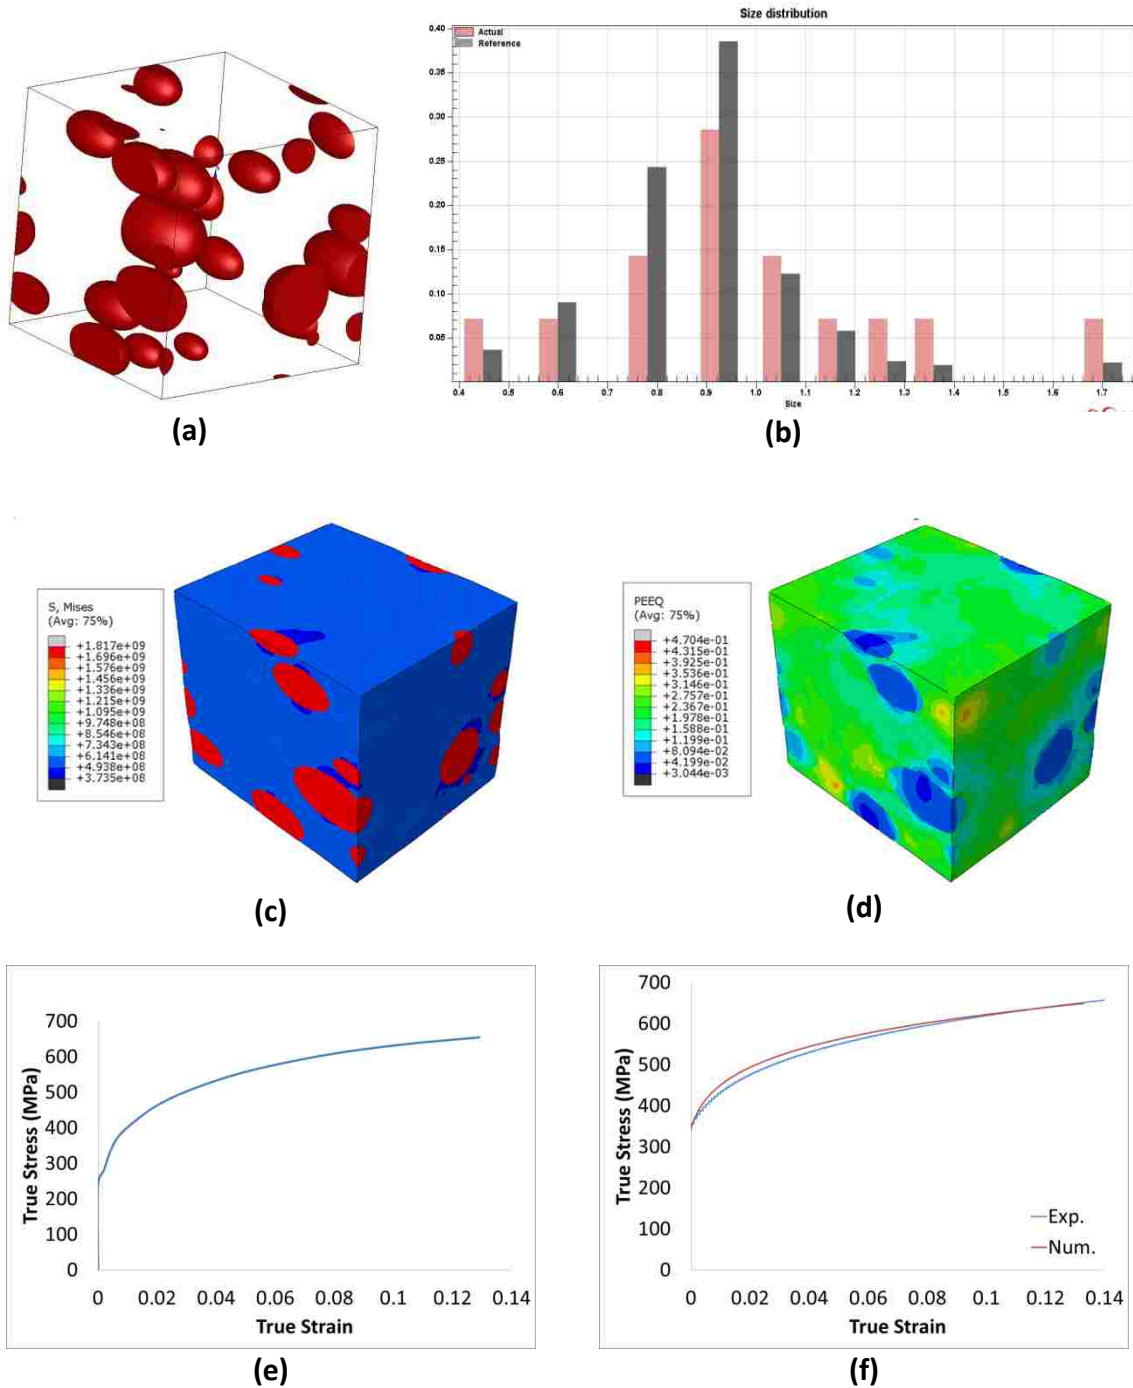 Size distribution
Actual
Reference
0.40
0.35
0.30
0.25
0.20
0.15
0.10
0.05
0.4 0.5 0.6 0.7 0.8 0.9 1.0 1.1 1.2 1.3 1.4 1.5 1.6 1.7
Size
(a)
(b)
S, Mises
(Avg: 75%)
+1.817e+09
+1.696e+09
+1.576e+09
+1.456e+09
+1.336e+09
+1.215e+09
+1.095e+09
+9.748e+08
+8.546e+08
+7.343e+08
+6.141e+08
+4.938e+08
+3.735e+08
PEEQ
(Avg: 75%)
+4.704e-01
+4.315e-01
+3.925e-01
+3.536e-01
+3.146e-01
+2.757e-01
+2.367e-01
+1.978e-01
+1.588e-01
+1.199e-01
+8.094e-02
+4.199e-02
+3.044e-03
(c)
(d)
True Stress (MPa)
700
600
500
400
300
200
100
0
0 0.02 0.04 0.06 0.08 0.1 0.12 0.14
True Strain
(e)
True Stress (MPa)
700
600
500
400
300
200
100
0
Exp.
Num.
0 0.02 0.04 0.06 0.08 0.1 0.12 0.14
True Strain
(f)